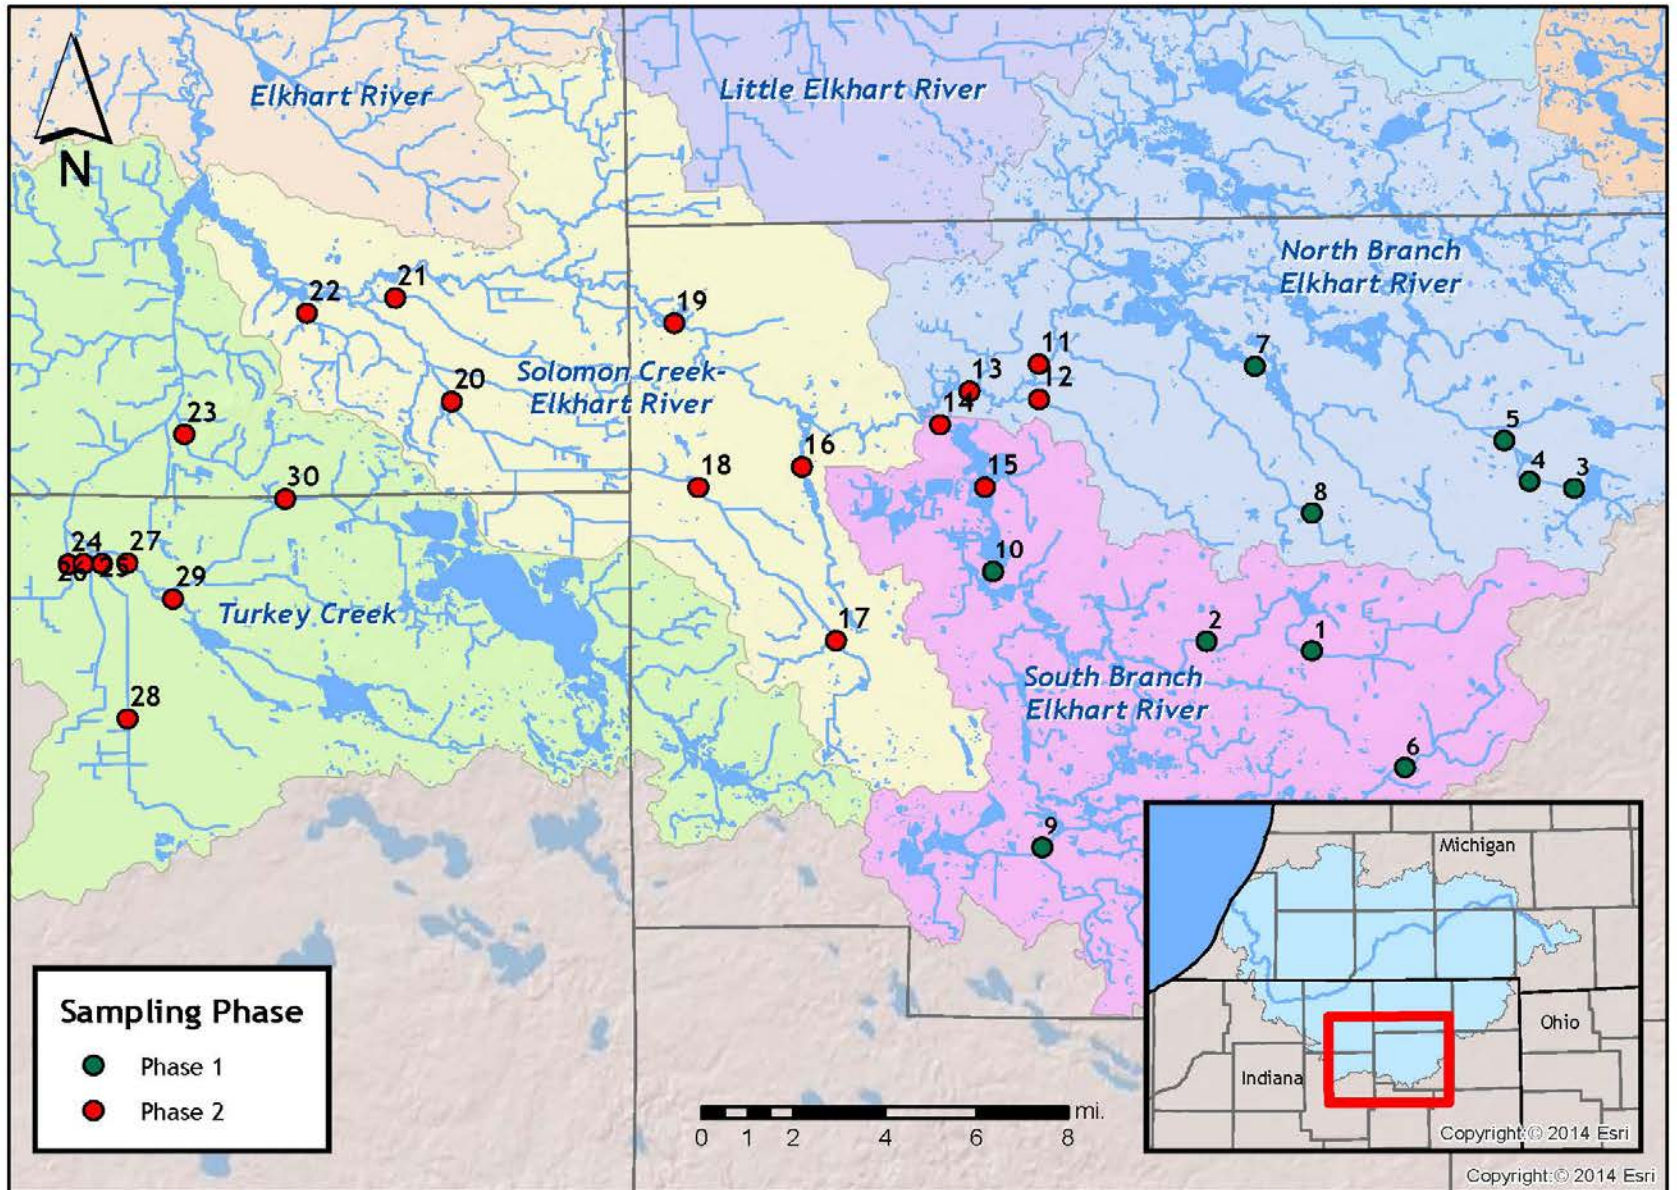 Elkhart River
Little Elkhart River
N
North Branch
Elkhart River
21
22
19
11
7
13
12
20
Solomon Creek-
Elkhart River
14
23
5
16
18
15
4
3
30
8
24
27
10
25
29
Turkey Creek
17
2
1
South Branch
Elkhart River
28
6
9
Sampling Phase
Phase 1
Phase 2
mi.
0 1 2 4 6 8
Michigan
Ohio
Indiana
Copyright:© 2014 Esri
Copyright:© 2014 Esri